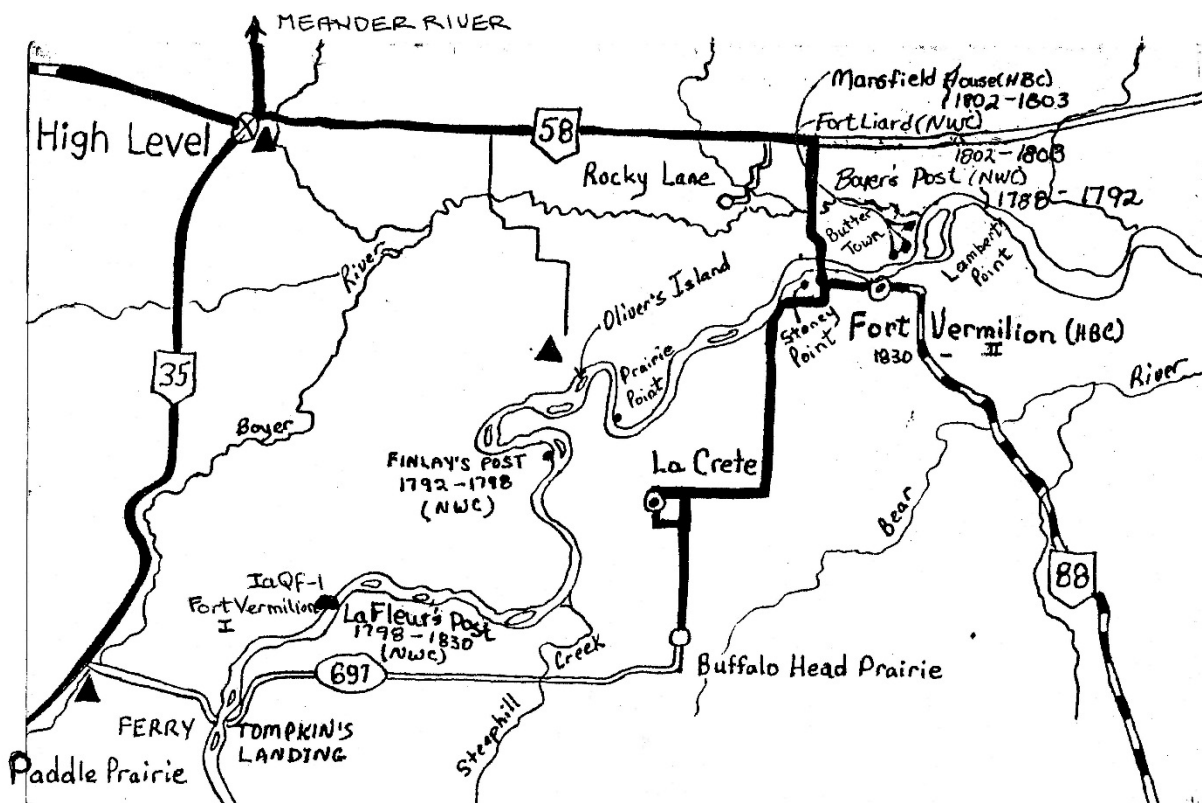 MEANDER RIVER
High Level
58
Mansfield House (HBC)
1802-1803
Fort Liard (NWC)
1802-1803
Boyer's Post (NWC)
1788 - 1792
Rocky Lane
Butter
Town
Lambert's
Point
River
Oliver's Island
Stoney
Point
Fort Vermilion (HBC)
1830 - II
Prairie
Point
35
Boyer
River
FINLAY'S POST
1792-1798
(NWC)
La Crete
Bear
88
IaQf-1
Fort Vermilion
I
LaFleur's Post
1798-1830
(NWC)
697
Creek
Steephill
Buffalo Head Prairie
FERRY
TOMPKIN'S
LANDING
Paddle Prairie